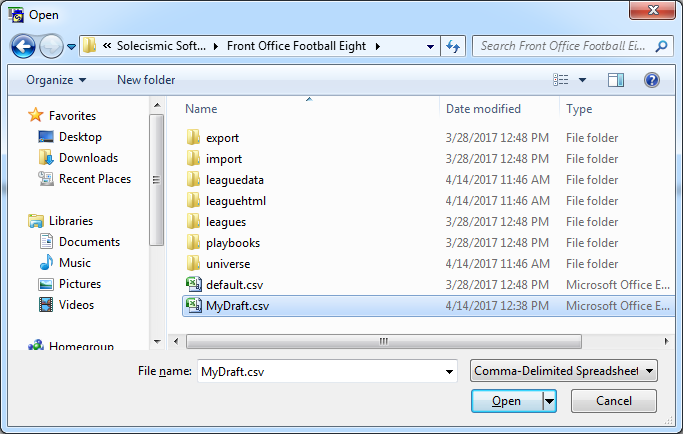 Open
« Solecismic Soft... Front Office Football Eight Search Front Office Football Ei...
Organize New folder
Name Date modified Type
Favorites
Desktop
Downloads
Recent Places
Libraries
Documents
Music
Pictures
Videos
Homegroup
export 3/28/2017 12:48 PM File folder
import 3/28/2017 12:48 PM File folder
leaguedata 4/14/2017 11:46 AM File folder
leaguehtml 4/14/2017 11:46 AM File folder
leagues 3/28/2017 12:48 PM File folder
playbooks 3/28/2017 12:48 PM File folder
universe 4/14/2017 11:46 AM File folder
default.csv 3/28/2017 12:48 PM Microsoft Office E...
MyDraft.csv 4/14/2017 12:38 PM Microsoft Office E...
File name: MyDraft.csv Comma-Delimited Spreadsheet
Open Cancel